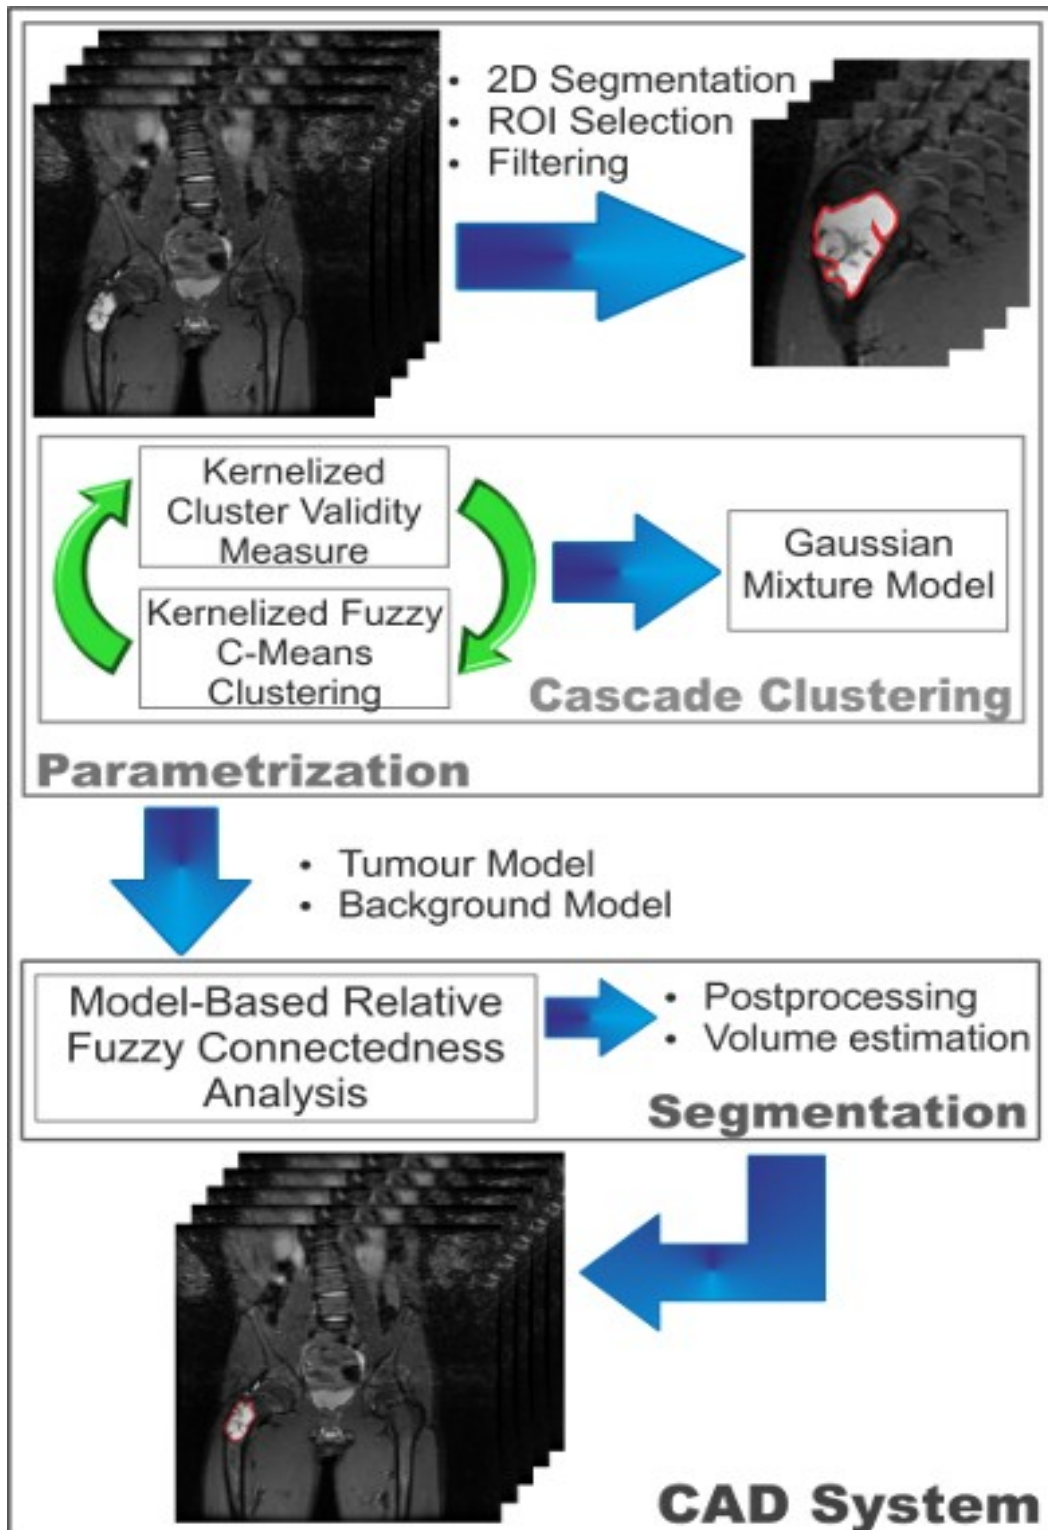 • 2D Segmentation
• ROI Selection
• Filtering
Kernelized
Cluster Validity
Measure
Kernelized Fuzzy
C-Means
Clustering
Gaussian
Mixture Model
Cascade Clustering
Parametrization
• Tumour Model
• Background Model
Model-Based Relative
Fuzzy Connectedness
Analysis
• Postprocessing
• Volume estimation
Segmentation
CAD System